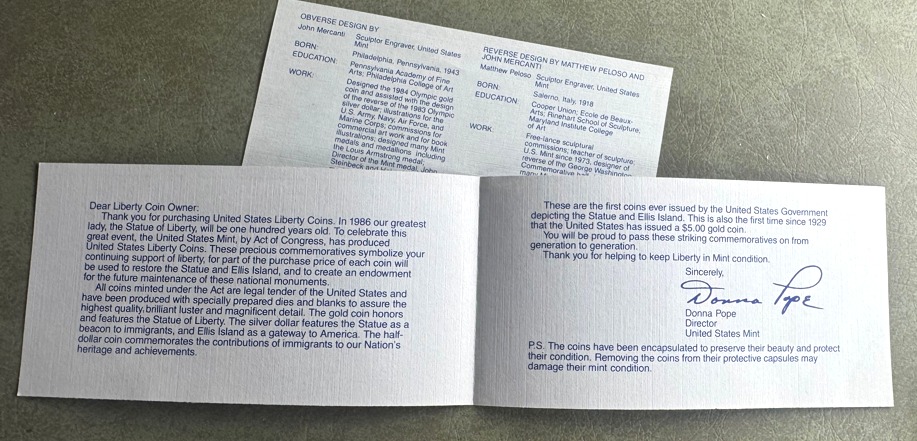 OBVERSE DESIGN BY
John Mercanti Sculptor Engraver, United States
Mint
BORN: Philadelphia, Pennsylvania, 1943
EDUCATION: Pennsylvania Academy of Fine
Arts; Philadelphia College of Art
WORK: Designed the 1984 Olympic gold
coin and assisted with the design
of the reverse of the 1983 Olympic
silver dollar; illustrations for the
U.S. Army, Navy, Air Force, and
Marine Corps; commissions for
commercial art work and for book
illustrations; designed many Mint
medals and medallions including
the Louis Armstrong medal,
Director of the Mint medal, John
Steinbeck and
REVERSE DESIGN BY MATTHEW PELOSO AND
JOHN MERCANTI
Matthew Peloso Sculptor Engraver, United States
Mint
BORN: Salerno, Italy, 1918
EDUCATION: Cooper Union; Ecole de Beaux-
Arts; Rinehart School of Sculpture;
Maryland Institute College
of Art
WORK: Free-lance sculptural
commissions; teacher of sculpture;
U.S. Mint since 1973, designer of
reverse of the George Washington
Commemorative half
many
Dear Liberty Coin Owner:
Thank you for purchasing United States Liberty Coins. In 1986 our greatest
lady, the Statue of Liberty, will be one hundred years old. To celebrate this
great event, the United States Mint, by Act of Congress, has produced
United States Liberty Coins. These precious commemoratives symbolize your
continuing support of liberty, for part of the purchase price of each coin will
be used to restore the Statue and Ellis Island, and to create an endowment
for the future maintenance of these national monuments.
All coins minted under the Act are legal tender of the United States and
have been produced with specially prepared dies and blanks to assure the
highest quality, brilliant luster and magnificent detail. The gold coin honors
and features the Statue of Liberty. The silver dollar features the Statue as a
beacon to immigrants, and Ellis Island as a gateway to America. The half-
dollar coin commemorates the contributions of immigrants to our Nation's
heritage and achievements.
These are the first coins ever issued by the United States Government
depicting the Statue and Ellis Island. This is also the first time since 1929
that the United States has issued a $5.00 gold coin.
You will be proud to pass these striking commemoratives on from
generation to generation.
Thank you for helping to keep Liberty in Mint condition.
Sincerely,
Donna Pope
Donna Pope
Director
United States Mint
P.S. The coins have been encapsulated to preserve their beauty and protect
their condition. Removing the coins from their protective capsules may
damage their mint condition.